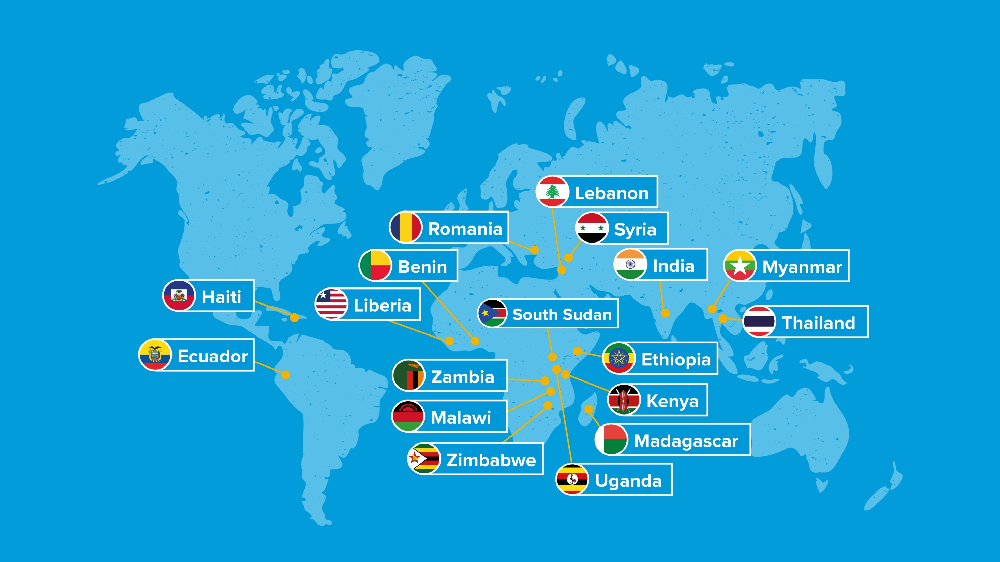 Lebanon
Romania
Syria
Benin
India
Myanmar
Haiti
Liberia
South Sudan
Thailand
Ecuador
Ethiopia
Zambia
Kenya
Malawi
Madagascar
Zimbabwe
Uganda